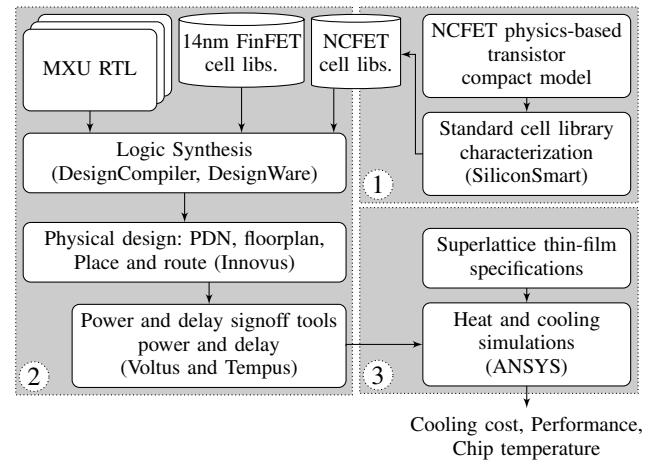 MXU RTL
14nm FinFET
cell libs.
NCFET
cell libs.
Logic Synthesis
(DesignCompiler, DesignWare)
Physical design: PDN, floorplan,
Place and route (Innovus)
Power and delay signoff tools
power and delay
(Voltus and Tempus)
2
NCFET physics-based
transistor
compact model
Standard cell library
characterization
(SiliconSmart)
1
Superlattice thin-film
specifications
Heat and cooling
simulations
(ANSYS)
3
Cooling cost, Performance,
Chip temperature